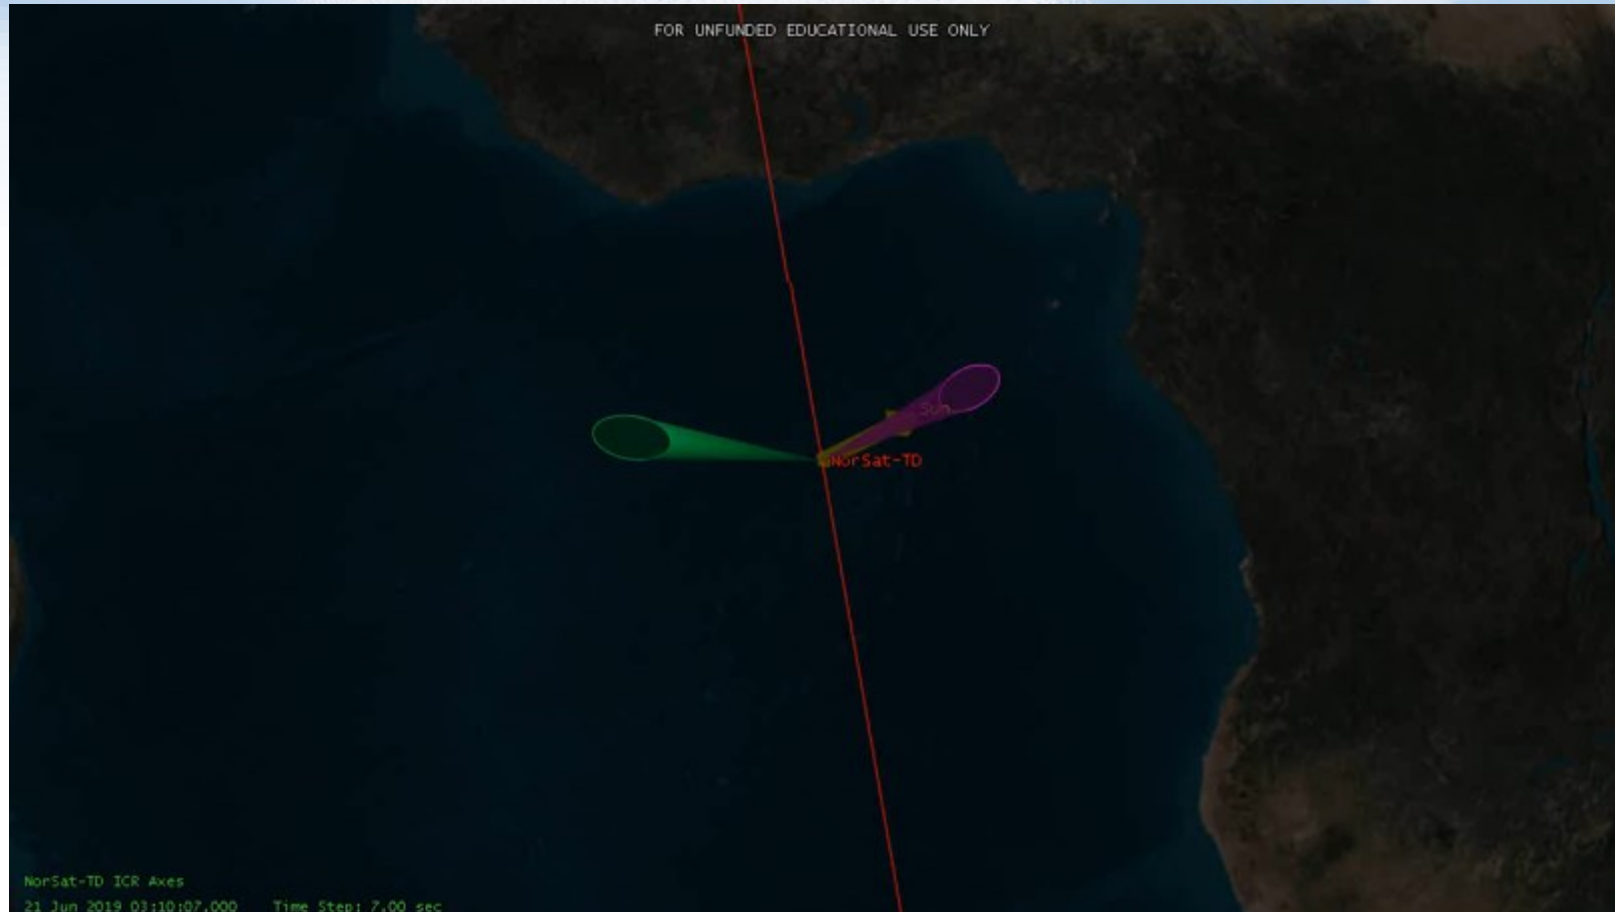 FOR UNFUNDED EDUCATIONAL USE ONLY
Sun
NorSat-TD
NorSat-TD ICR Axes
21 Jun 2019 03:10:07.000 Time Step: 7.00 sec